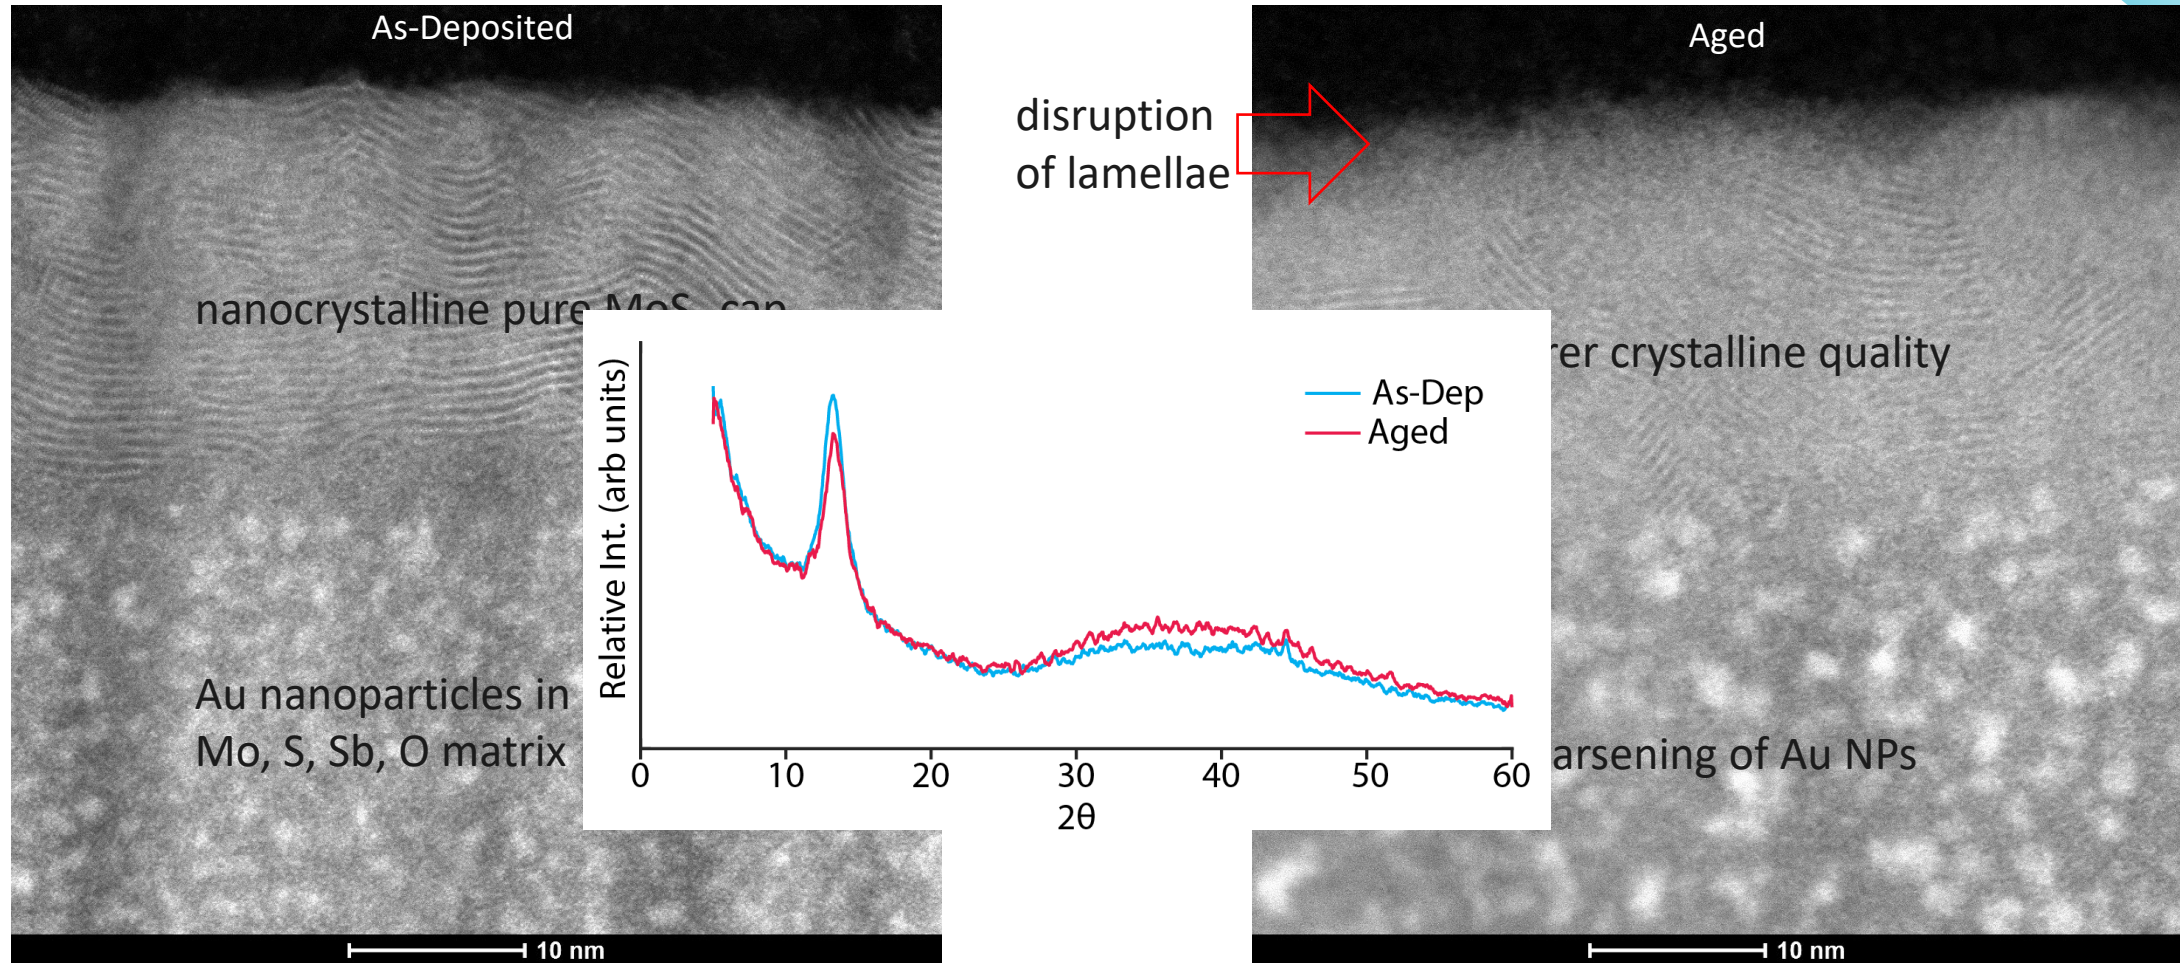 As-Deposited
Aged
disruption
of lamellae
nanocrystalline pure MoS cap
rer crystalline quality
Relative Int. (arb units)
As-Dep
Aged
Au nanoparticles in
Mo, S, Sb, O matrix
arsening of Au NPs
0 10 20 30 40 50 60
2θ
10 nm
10 nm